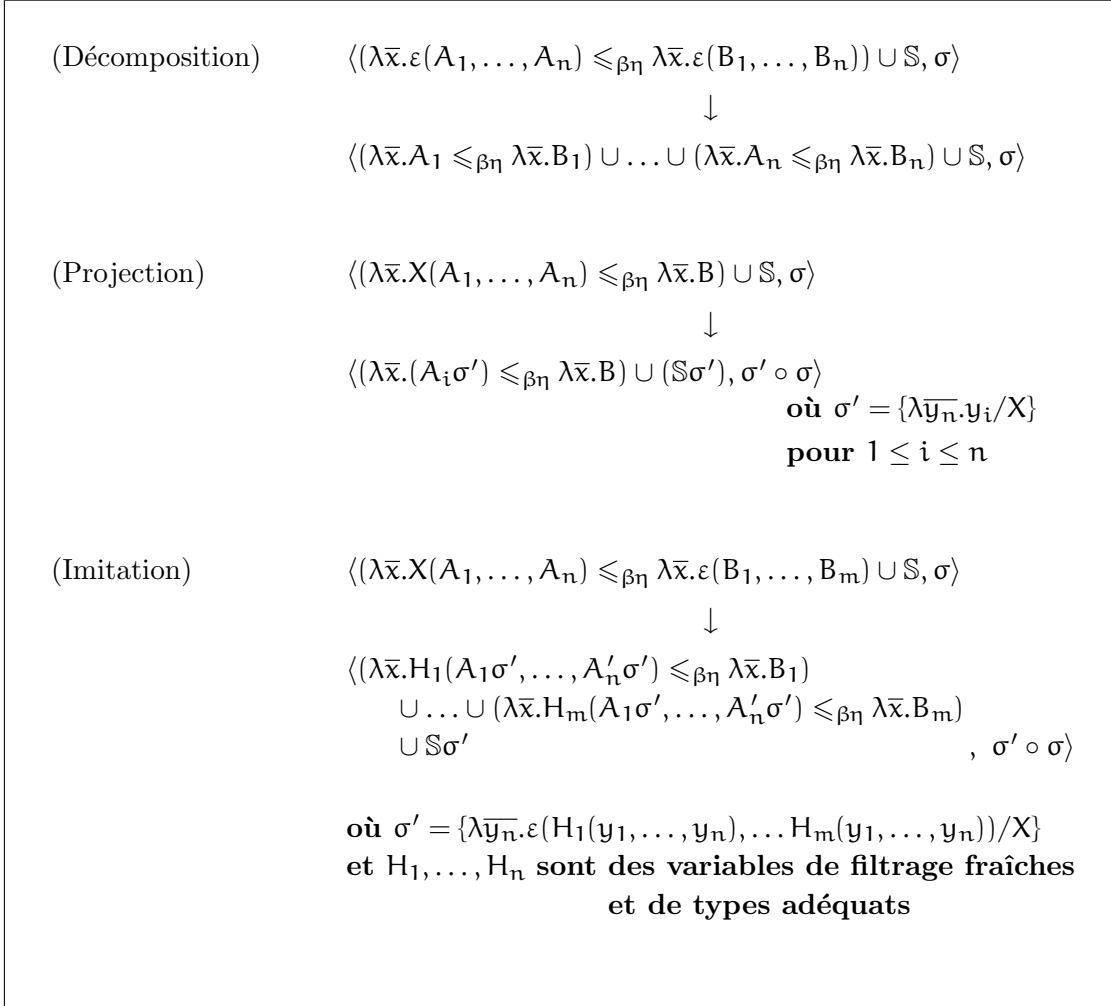 (Décomposition) ⟨(λx̅.ε(A₁, . . . , Aₙ) ⩽βη λx̅.ε(B₁, . . . , Bₙ)) ∪ 𝕊, σ⟩
↓
⟨(λx̅.A₁ ⩽βη λx̅.B₁) ∪ . . . ∪ (λx̅.Aₙ ⩽βη λx̅.Bₙ) ∪ 𝕊, σ⟩
(Projection) ⟨(λx̅.X(A₁, . . . , Aₙ) ⩽βη λx̅.B) ∪ 𝕊, σ⟩
↓
⟨(λx̅.(Aᵢσ′) ⩽βη λx̅.B) ∪ (𝕊σ′), σ′ ∘ σ⟩
où σ′ = {λy̅ₙ.yᵢ/X}
pour 1 ≤ i ≤ n
(Imitation) ⟨(λx̅.X(A₁, . . . , Aₙ) ⩽βη λx̅.ε(B₁, . . . , Bₘ) ∪ 𝕊, σ⟩
↓
⟨(λx̅.H₁(A₁σ′, . . . , A′ₙσ′) ⩽βη λx̅.B₁)
∪ . . . ∪ (λx̅.Hₘ(A₁σ′, . . . , A′ₙσ′) ⩽βη λx̅.Bₘ)
∪ 𝕊σ′ , σ′ ∘ σ⟩
où σ′ = {λy̅ₙ.ε(H₁(y₁, . . . , yₙ), . . . Hₘ(y₁, . . . , yₙ))/X}
et H₁, . . . , Hₙ sont des variables de filtrage fraîches
et de types adéquats